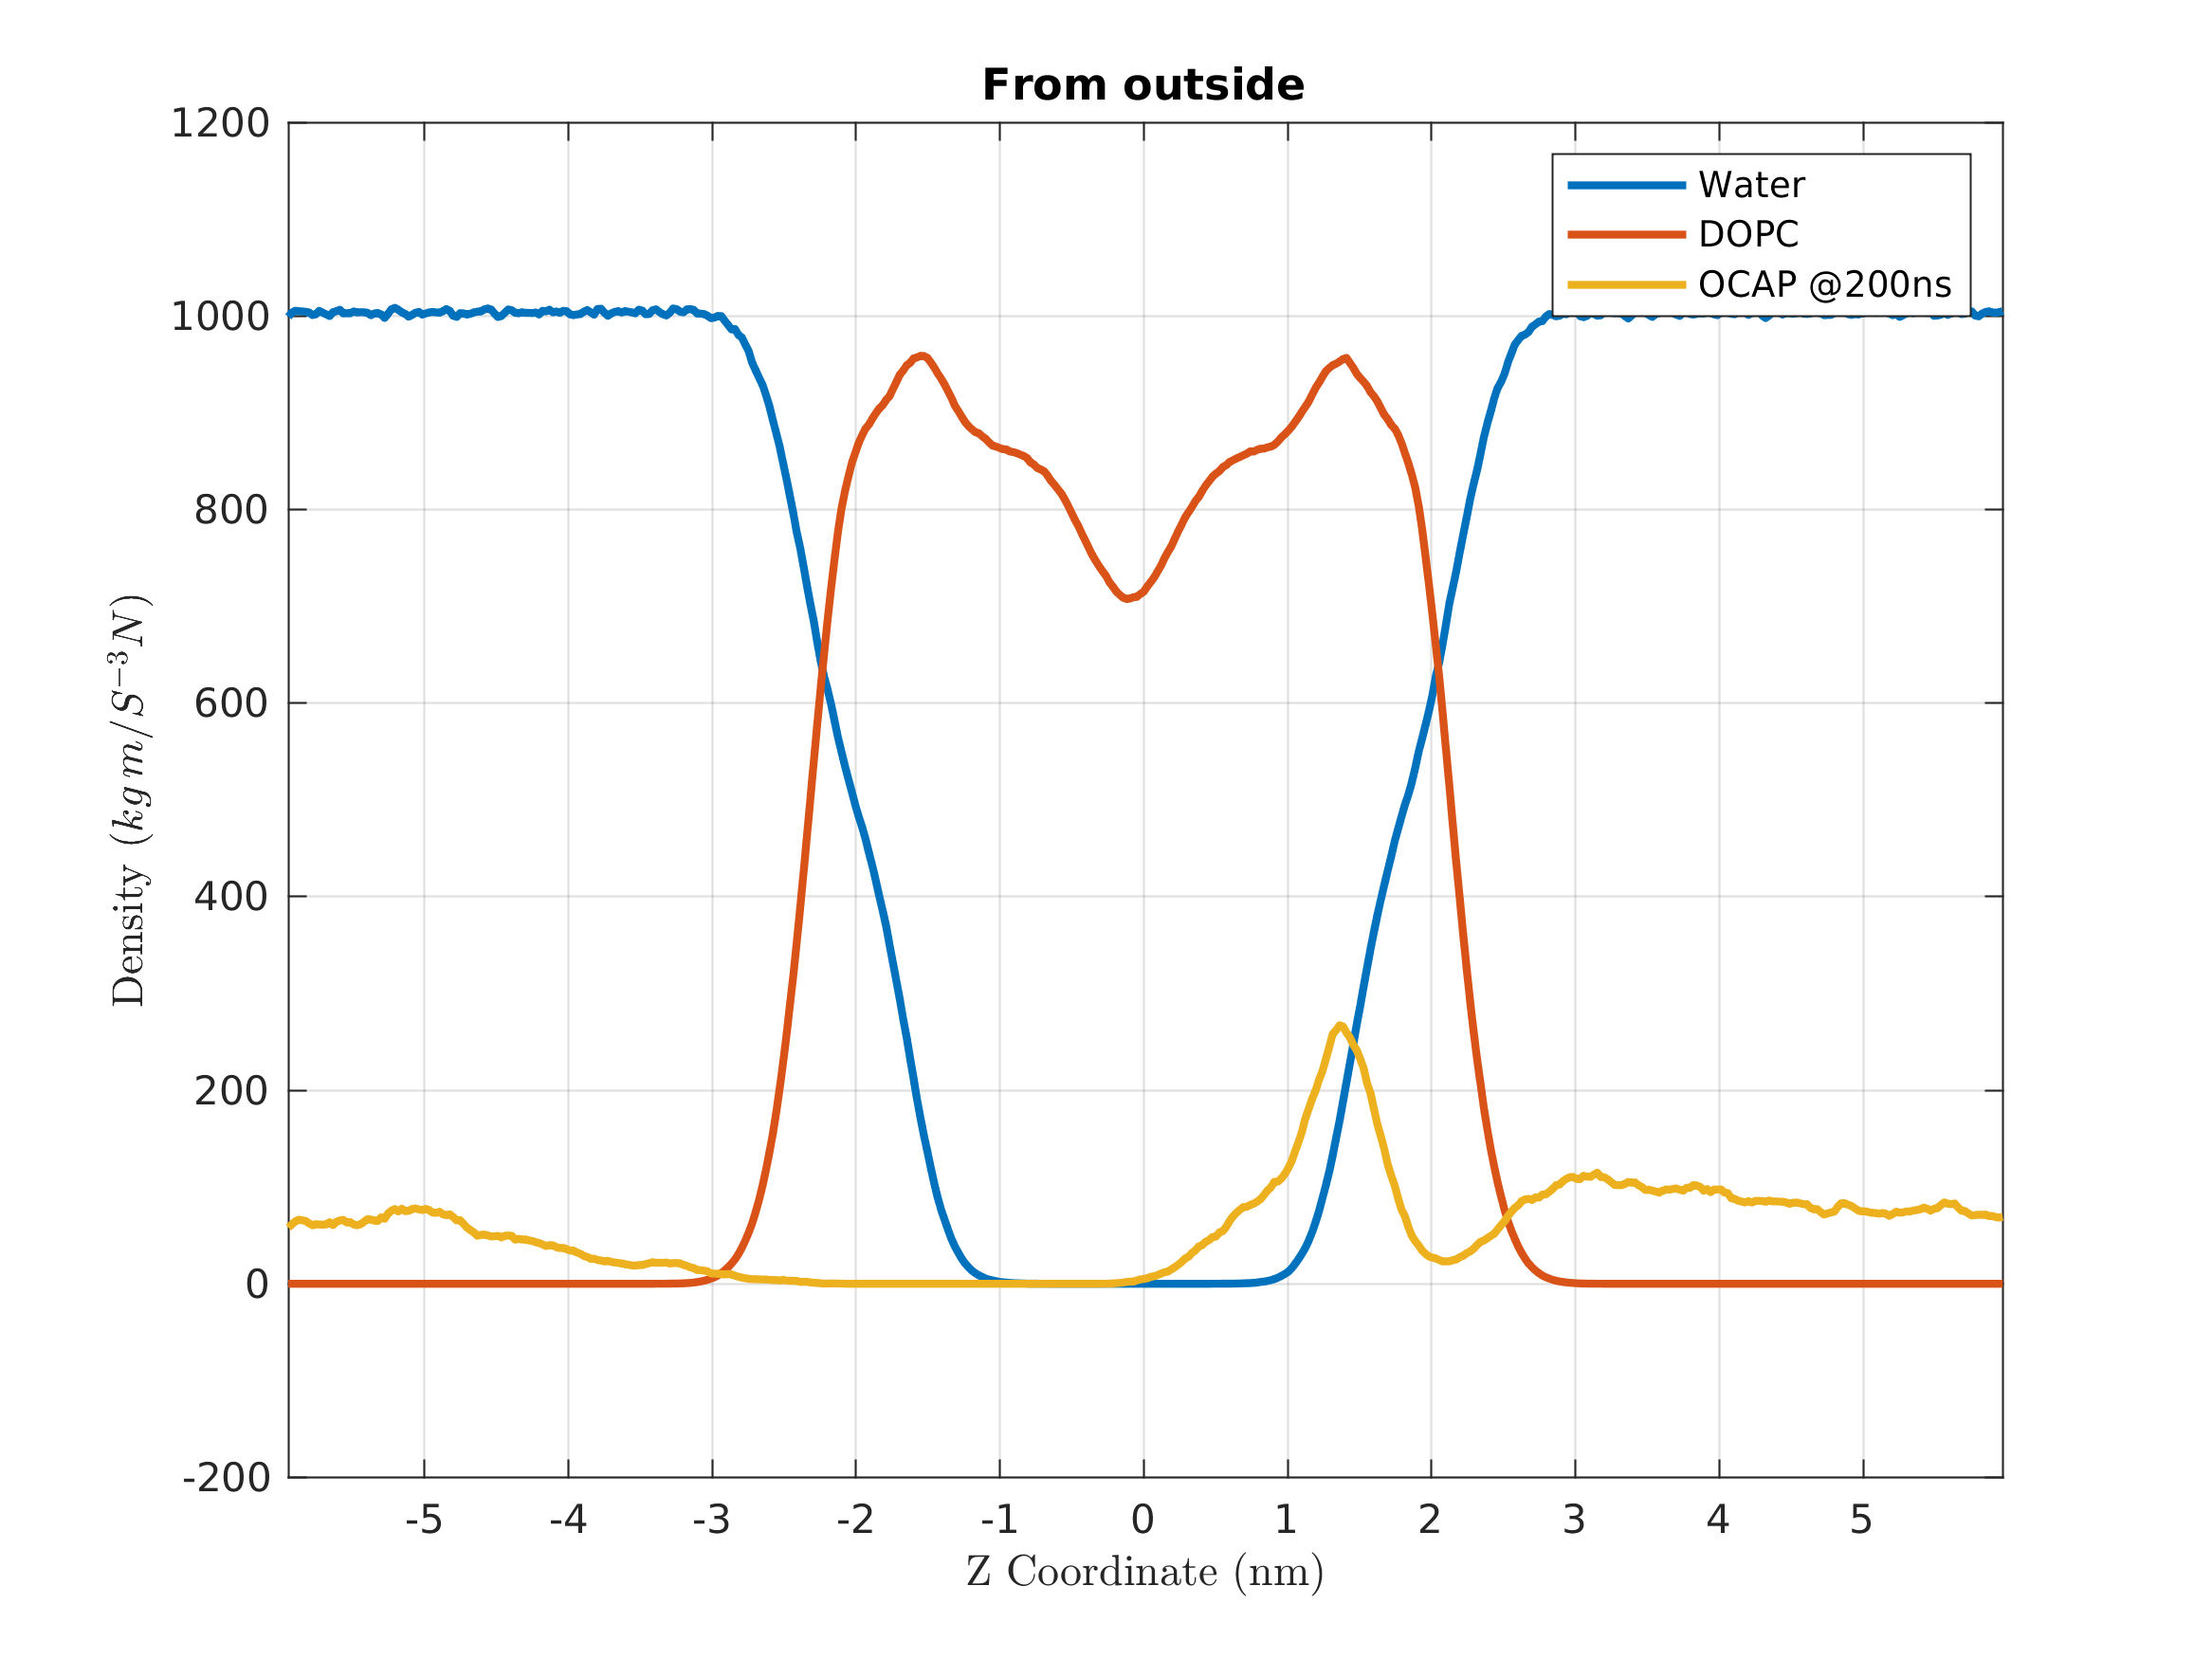 From outside
1200
1000
800
600
400
200
0
-200
Density (kg m/S⁻³N)
Water
DOPC
OCAP @200ns
-5 -4 -3 -2 -1 0 1 2 3 4 5
Z Coordinate (nm)